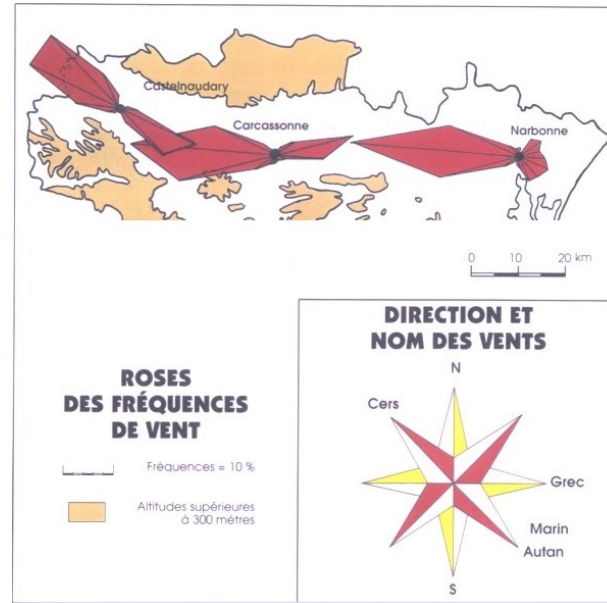 Castelnaudary
Carcassonne
Narbonne
0 10 20 km
ROSES
DES FRÉQUENCES
DE VENT
Fréquences = 10 %
Altitudes supérieures
à 300 mètres
DIRECTION ET
NOM DES VENTS
N
Cers
Grec
Marin
Autan
S